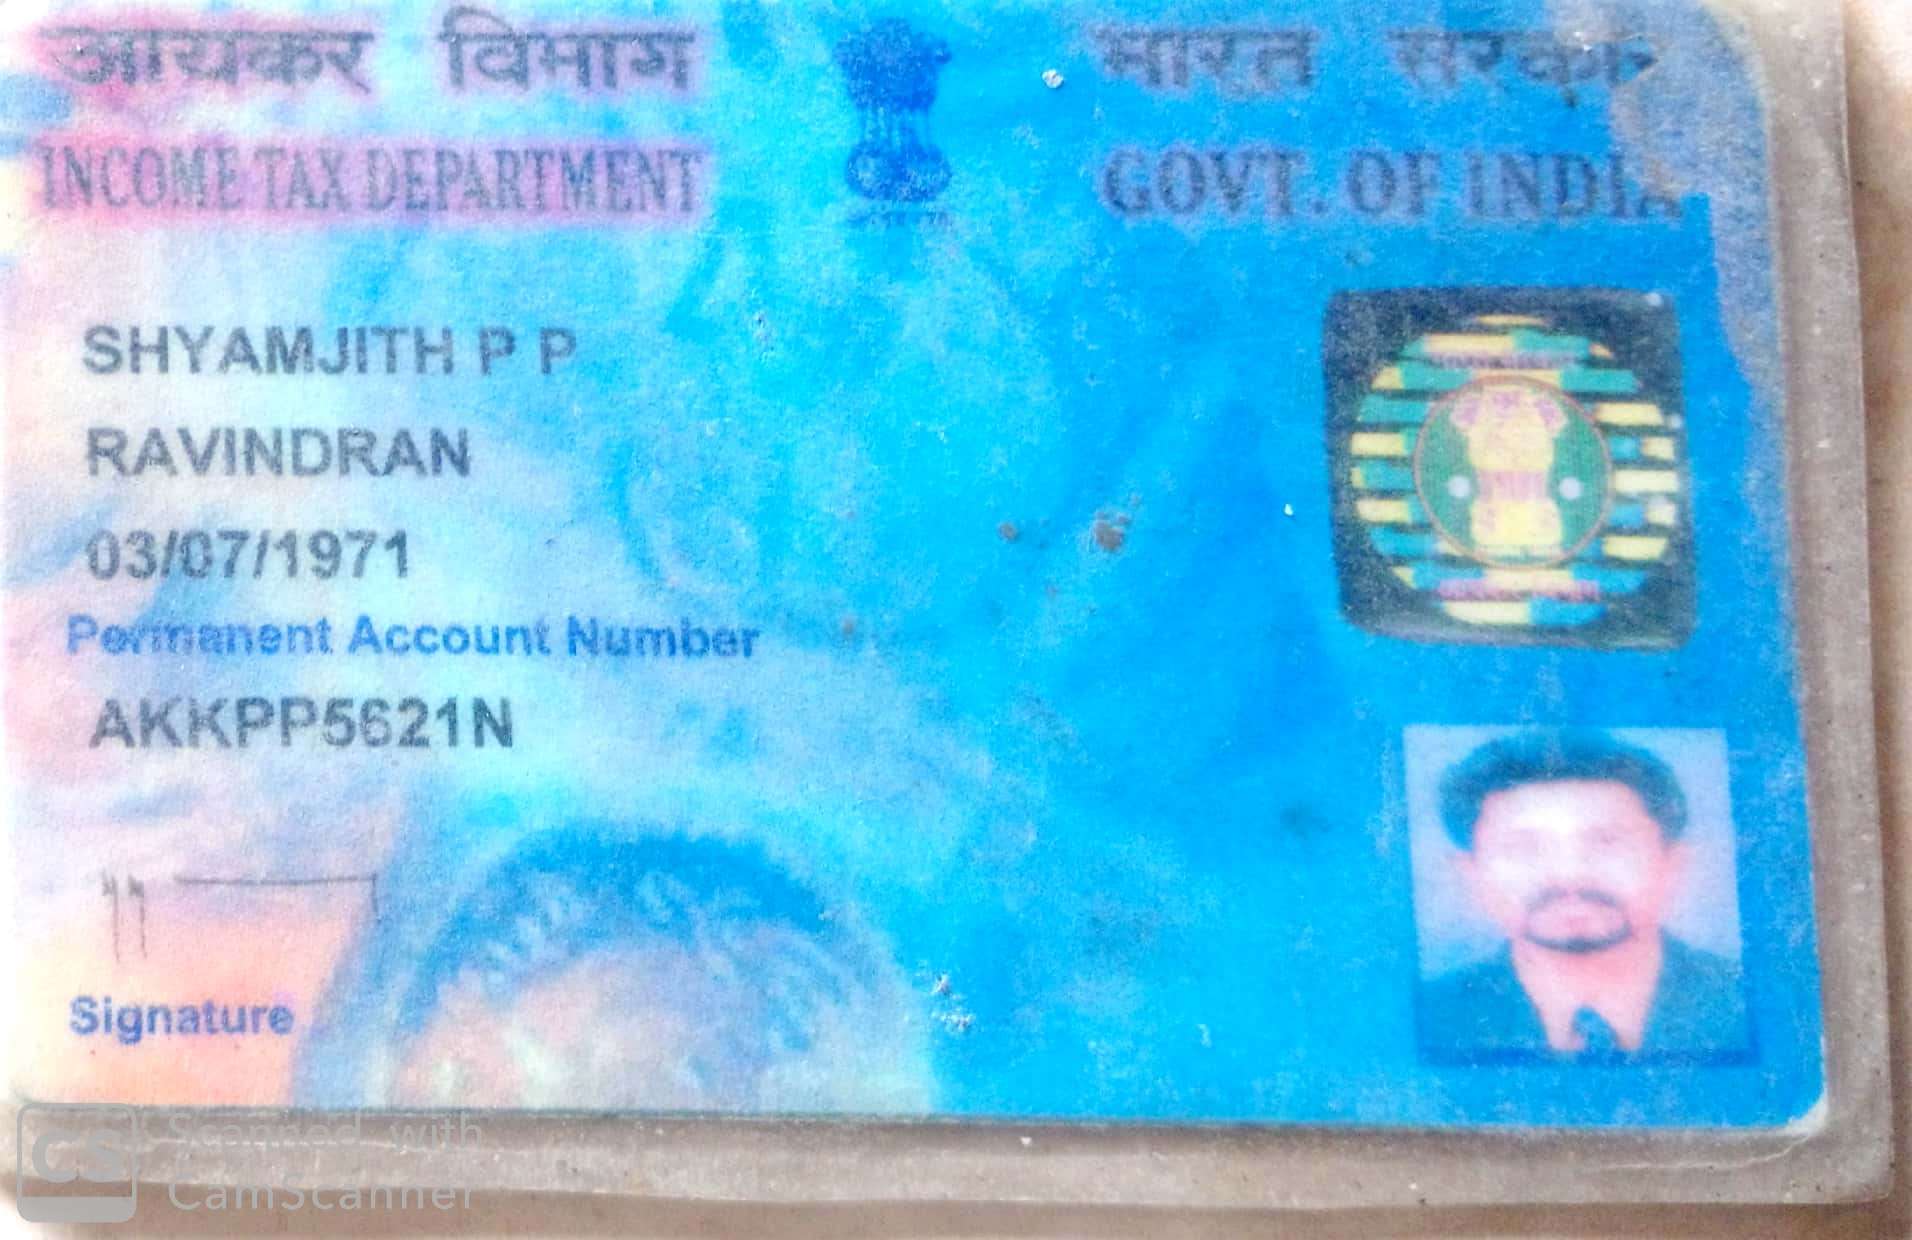 आयकर विभाग
भारत सरकार
INCOME TAX DEPARTMENT
GOVT. OF INDIA
SHYAMJITH P P
RAVINDRAN
03/07/1971
Permanent Account Number
AKKPP5621N
Signature
CS Scanned with
CamScanner